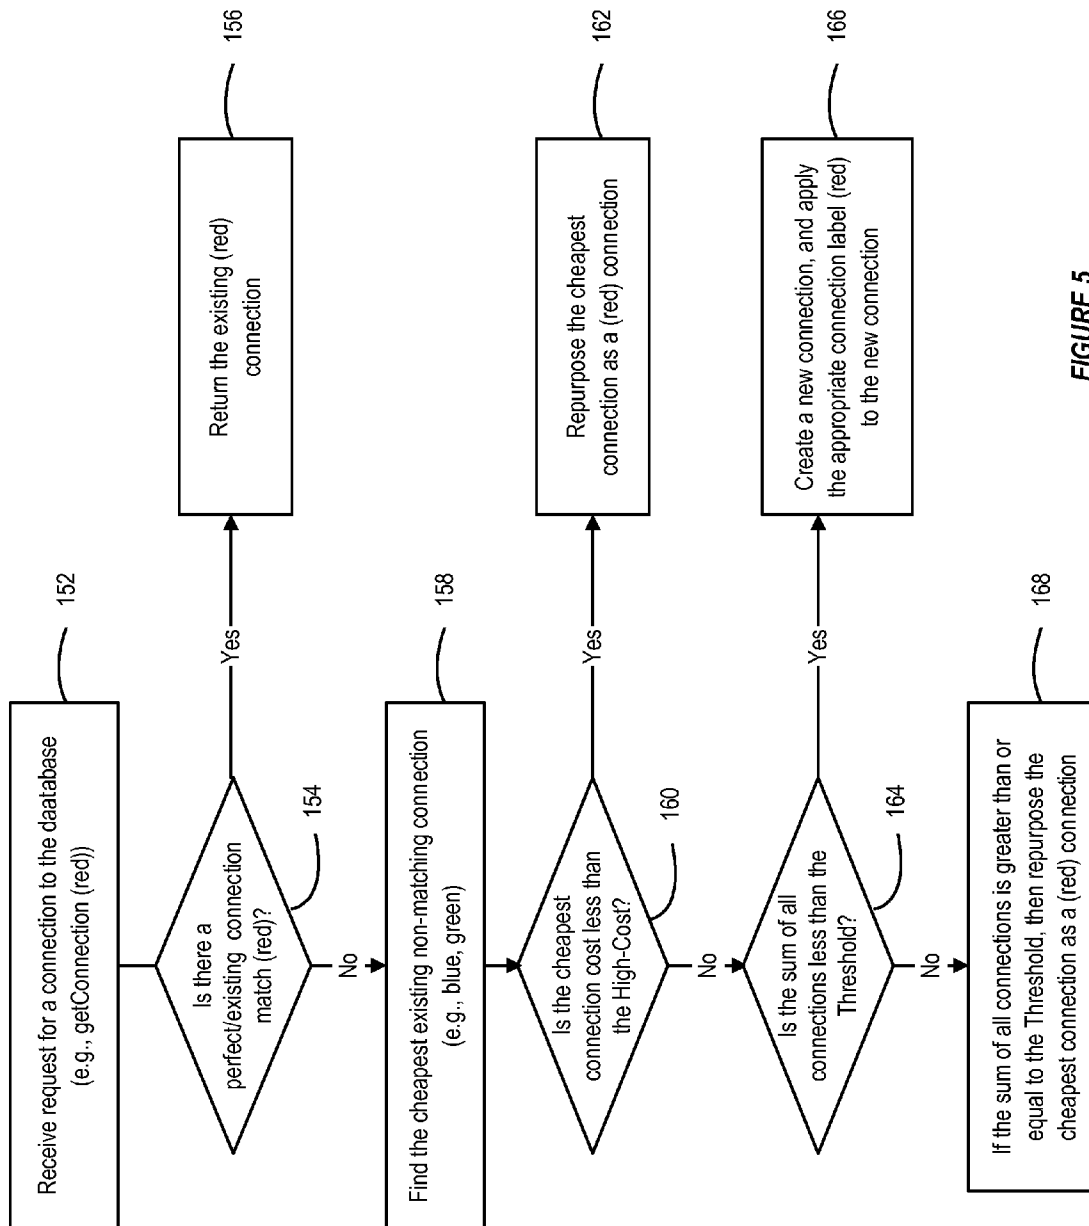 Receive request for a connection to the daatabase
(e.g., getConnection (red))
152
Is there a
perfect/existing connection
match (red)?
154
Yes
Return the existing (red)
connection
156
No
Find the cheapest existing non-matching connection
(e.g., blue, green)
158
Is the cheapest
connection cost less than
the High-Cost?
160
Yes
Repurpose the cheapest
connection as a (red) connection
162
No
Is the sum of all
connections less than the
Threshold?
164
Yes
Create a new connection, and apply
the appropriate connection label (red)
to the new connection
166
No
If the sum of all connections is greater than or
equal to the Threshold, then repurpose the
cheapest connection as a (red) connection
168
FIGURE 5